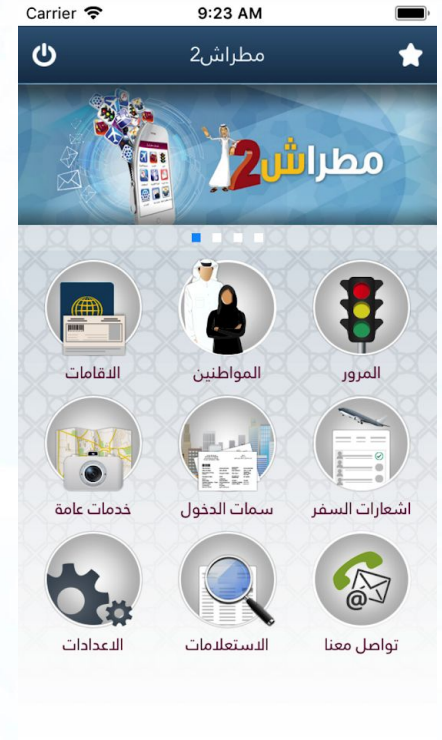 Carrier 9:23 AM
مطراش2
مطراش2
المرور
المواطنين
الاقامات
اشعارات السفر
سمات الدخول
خدمات عامة
تواصل معنا
الاستعلامات
الاعدادات